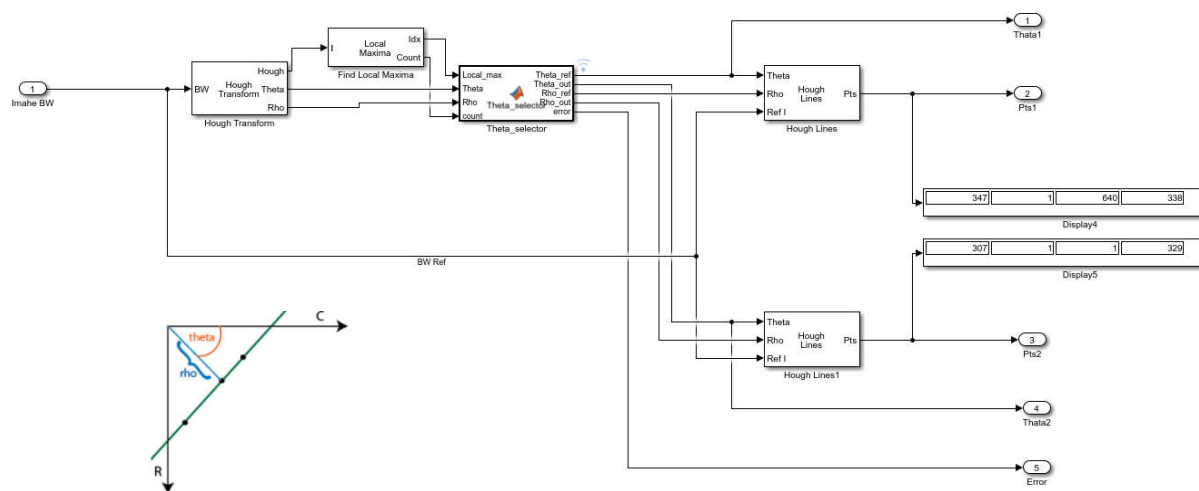 1
Imahe BW
BW
Hough
Transform
Hough
Theta
Rho
Hough Transform
I
Local
Maxima
Idx
Count
Find Local Maxima
Local_max
Theta
Rho
count
Theta_selector
Theta_ref
Theta_out
Rho_ref
Rho_out
error
Theta_selector
Theta
Rho
Ref I
Hough
Lines
Pts
Hough Lines
1
Thata1
2
Pts1
347 1 640 338
Display4
307 1 1 329
Display5
BW Ref
Theta
Rho
Ref I
Hough
Lines
Pts
Hough Lines1
3
Pts2
4
Thata2
5
Error
C
theta
rho
R